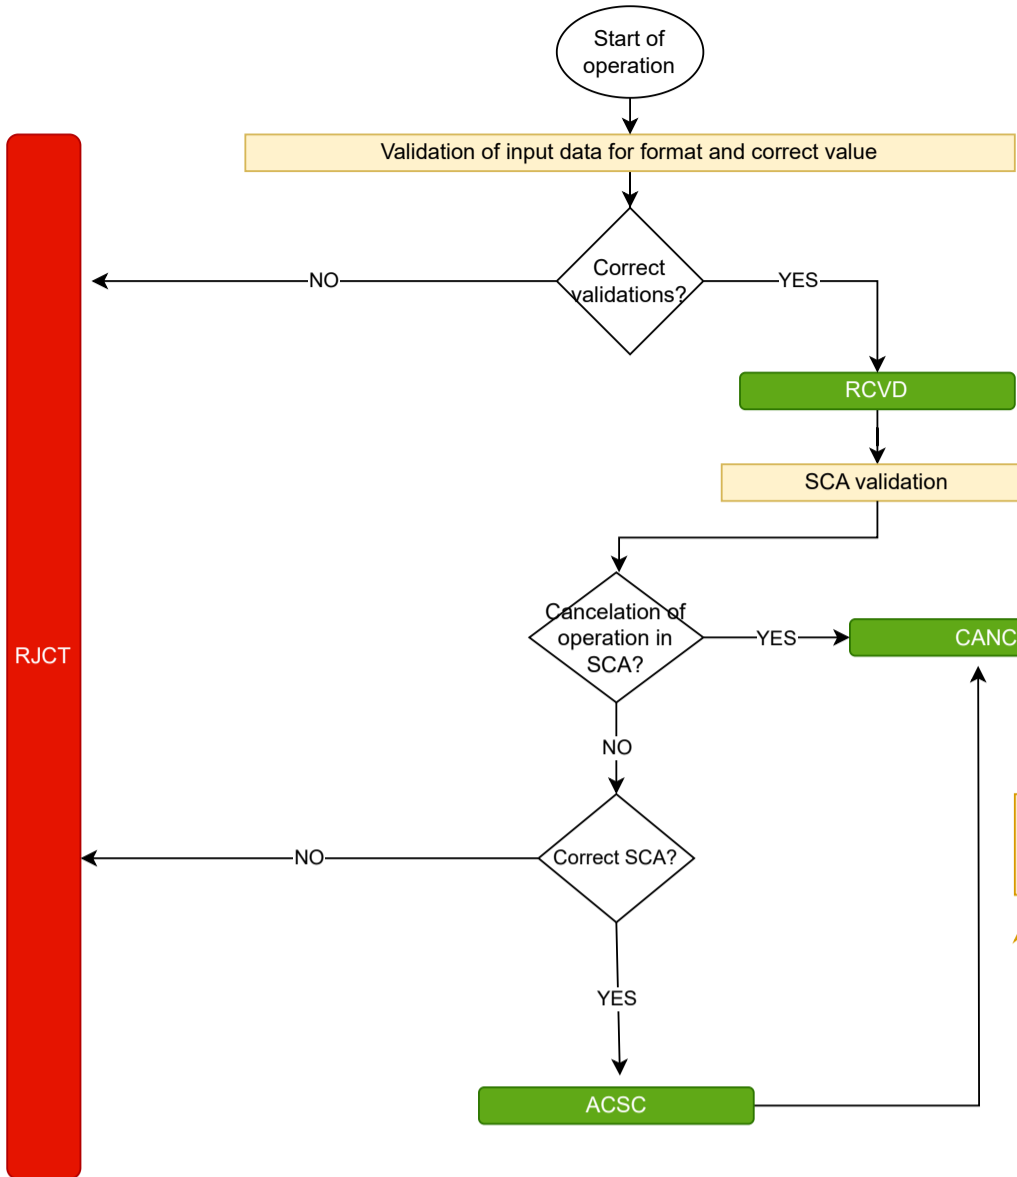 Start of
operation
Validation of input data for format and correct value
Correct
validations?
NO
YES
RCVD
SCA validation
Cancelation of
operation in
SCA?
YES
CANC
RJCT
NO
Correct SCA?
NO
YES
ACSC